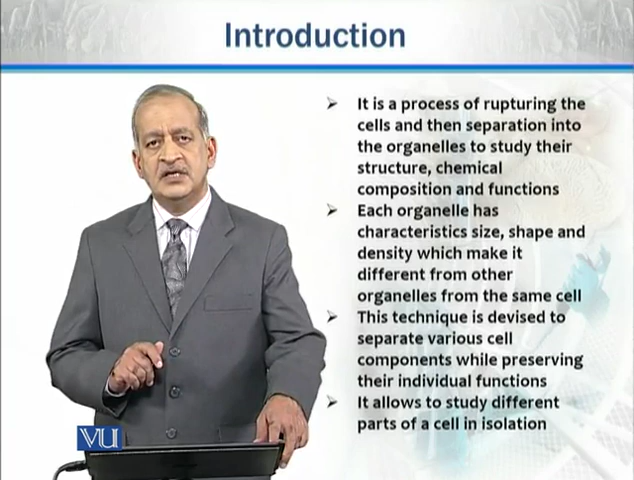 Introduction
It is a process of rupturing the
cells and then separation into
the organelles to study their
structure, chemical
composition and functions
Each organelle has
characteristics size, shape and
density which make it
different from other
organelles from the same cell
This technique is devised to
separate various cell
components while preserving
their individual functions
It allows to study different
parts of a cell in isolation
VU